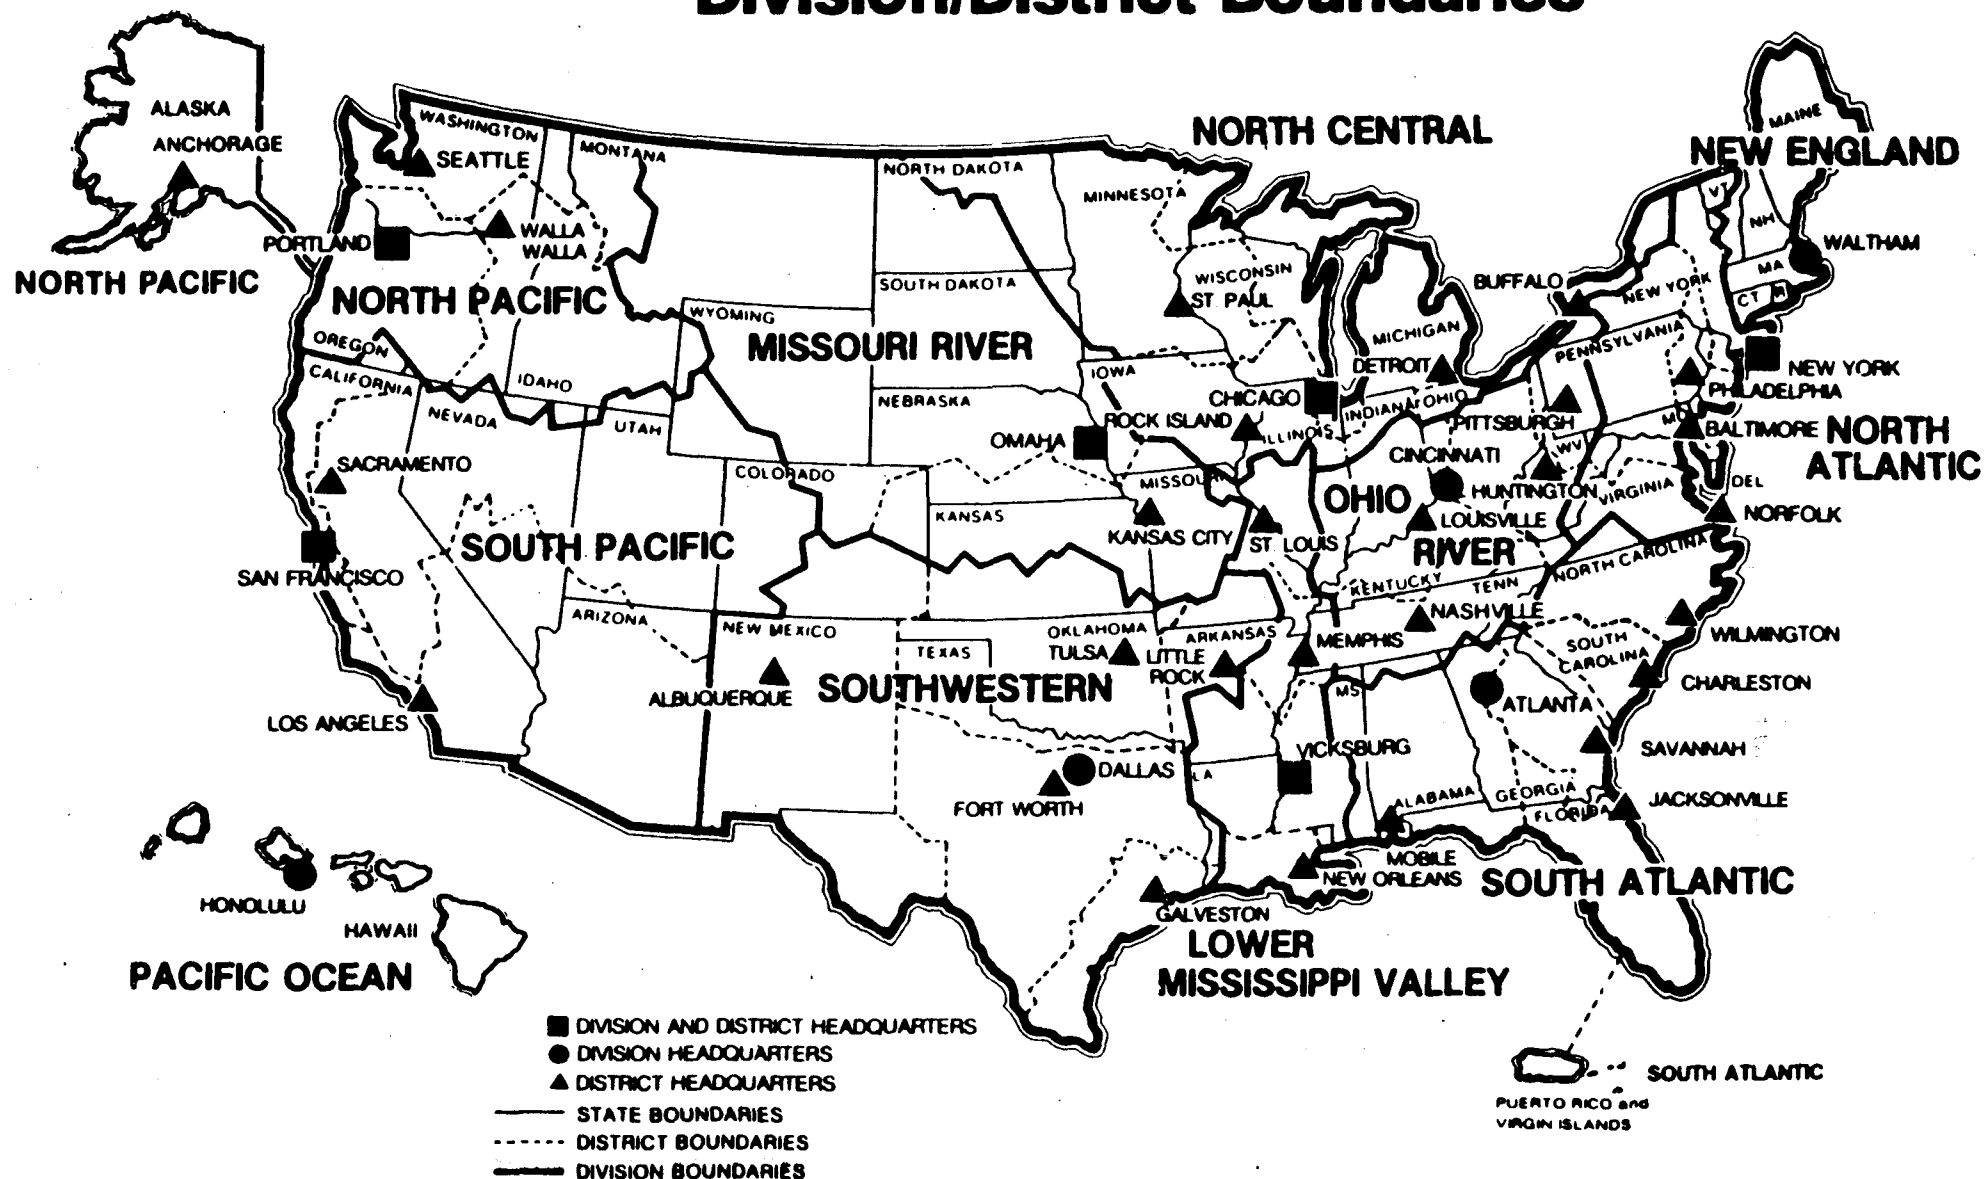 Division/District Boundaries
ALASKA
ANCHORAGE
NORTH PACIFIC
WASHINGTON
SEATTLE
MONTANA
WALLA
WALLA
PORTLAND
NORTH PACIFIC
OREGON
IDAHO
CALIFORNIA
NEVADA
UTAH
WYOMING
NORTH DAKOTA
SOUTH DAKOTA
MISSOURI RIVER
NEBRASKA
OMAHA
COLORADO
KANSAS
KANSAS CITY
MISSOURI
NORTH CENTRAL
MINNESOTA
WISCONSIN
ST PAUL
IOWA
CHICAGO
ROCK ISLAND
ILLINOIS
ST. LOUIS
MICHIGAN
DETROIT
INDIANA
OHIO
BUFFALO
NEW YORK
PENNSYLVANIA
PITTSBURGH
CINCINNATI
WV
HUNTINGTON
OHIO
RIVER
LOUISVILLE
KENTUCKY
TENN
NASHVILLE
VIRGINIA
MAINE
NEW ENGLAND
VT
NH
WALTHAM
MA
CT
RI
NEW YORK
PHILADELPHIA
MD
BALTIMORE
NORTH
ATLANTIC
DEL
NORFOLK
NORTH CAROLINA
WILMINGTON
SOUTH
CAROLINA
CHARLESTON
ATLANTA
SAVANNAH
GEORGIA
JACKSONVILLE
FLORIDA
ALABAMA
MOBILE
SOUTH ATLANTIC
SACRAMENTO
SAN FRANCISCO
SOUTH PACIFIC
LOS ANGELES
ARIZONA
NEW MEXICO
ALBUQUERQUE
SOUTHWESTERN
TEXAS
OKLAHOMA
TULSA
ARKANSAS
LITTLE
ROCK
MEMPHIS
MS
DALLAS
FORT WORTH
LA
VICKSBURG
NEW ORLEANS
GALVESTON
LOWER
MISSISSIPPI VALLEY
HONOLULU
HAWAII
PACIFIC OCEAN
DIVISION AND DISTRICT HEADQUARTERS
DIVISION HEADQUARTERS
DISTRICT HEADQUARTERS
STATE BOUNDARIES
DISTRICT BOUNDARIES
DIVISION BOUNDARIES
SOUTH ATLANTIC
PUERTO RICO and
VIRGIN ISLANDS